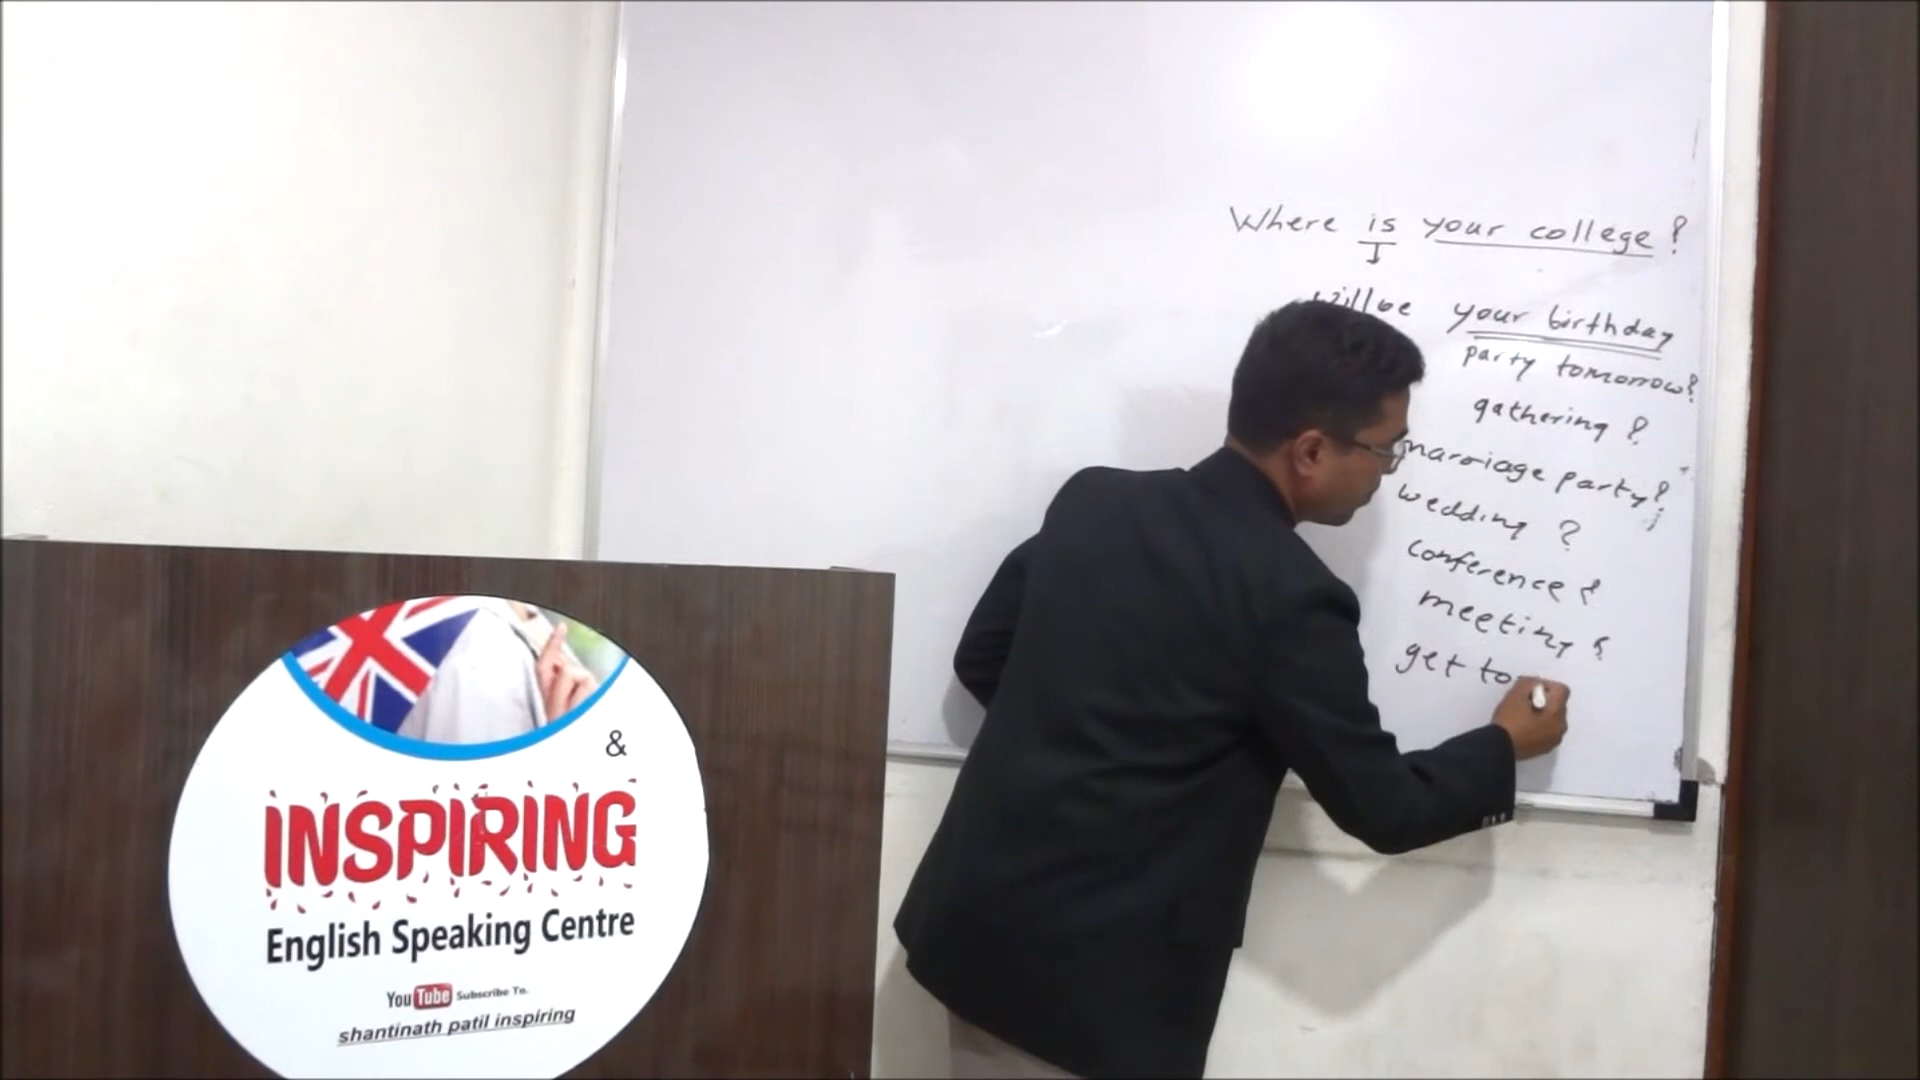 Where is your college?
I
will be your birthday
party tomorrow?
gathering ?
marriage party?
wedding ?
conference ?
meeting ?
get to
&
INSPIRING
English Speaking Centre
YouTube Subscribe To.
shantinath patil inspiring